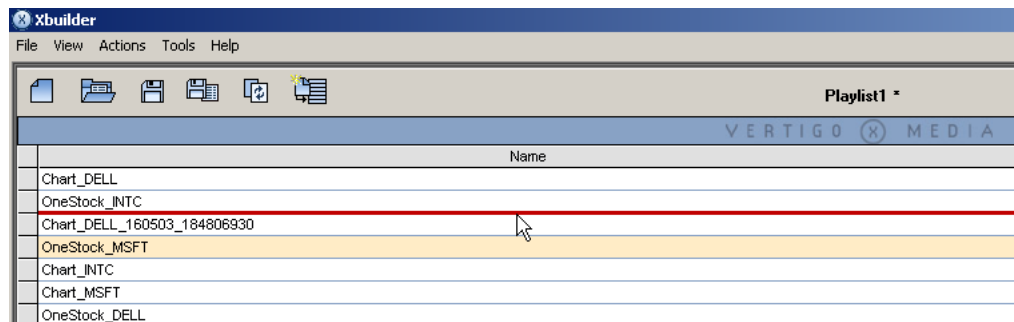 Xbuilder
File View Actions Tools Help
Playlist1 *
VERTIGO X MEDIA
Name
Chart_DELL
OneStock_INTC
Chart_DELL_160503_184806930
OneStock_MSFT
Chart_INTC
Chart_MSFT
OneStock_DELL